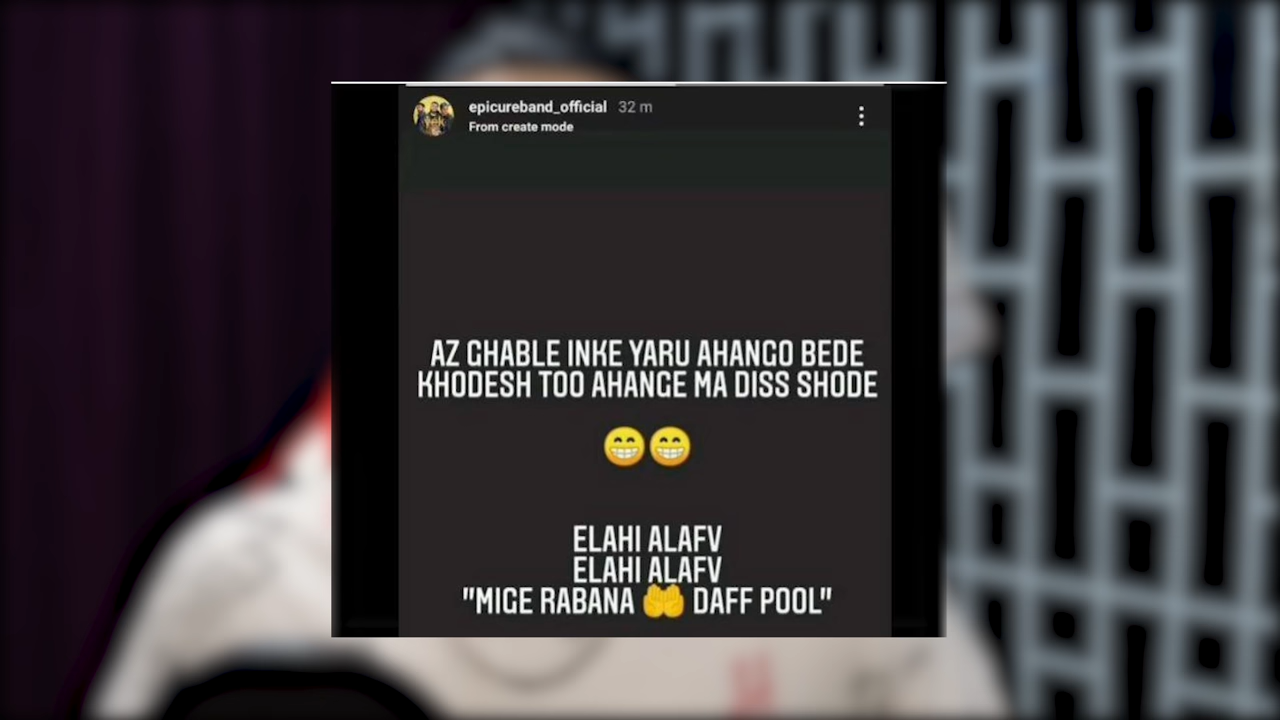 epicureband_official 32 m
From create mode
AZ GHABLE INKE YARU AHANGO BEDE
KHODESH TOO AHANGE MA DISS SHODE
😁😁
ELAHI ALAFV
ELAHI ALAFV
"MIGE RABANA 🤲 DAFF POOL"